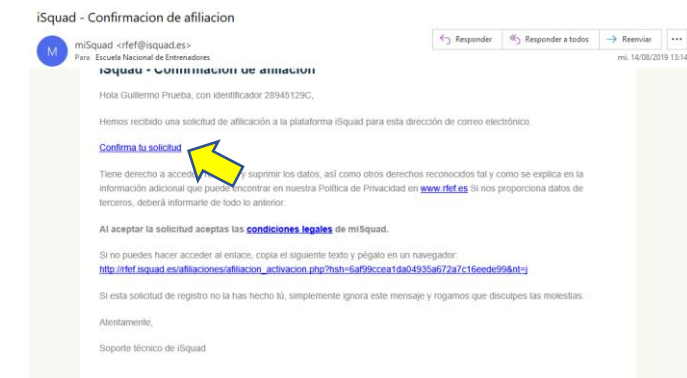 iSquad - Confirmacion de afiliacion
Responder
Responder a todos
Reenviar
M
miSquad <rfef@isquad.es>
Para Escuela Nacional de Entrenadores
mi. 14/08/2019 13:14
iSquad - Confirmación de afiliación
Hola Guillermo Prueba, con identificador 28945129C,
Hemos recibido una solicitud de afiliación a la plataforma iSquad para esta dirección de correo electrónico.
Confirma tu solicitud
Tiene derecho a acceder, y suprimir los datos, así como otros derechos reconocidos tal y como se explica en la
información adicional que puede encontrar en nuestra Política de Privacidad en www.rfef.es Si nos proporciona datos de
terceros, deberá informarle de todo lo anterior.
Al aceptar la solicitud aceptas las condiciones legales de miSquad.
Si no puedes hacer acceder al enlace, copia el siguiente texto y pégalo en un navegador:
http://rfef.isquad.es/afiliaciones/afiliacion_activacion.php?hsh=6af99ccea1da04935a672a7c16eede99&nt=j
Si esta solicitud de registro no la has hecho tú, simplemente ignora este mensaje y rogamos que disculpes las molestias.
Atentamente,
Soporte técnico de iSquad